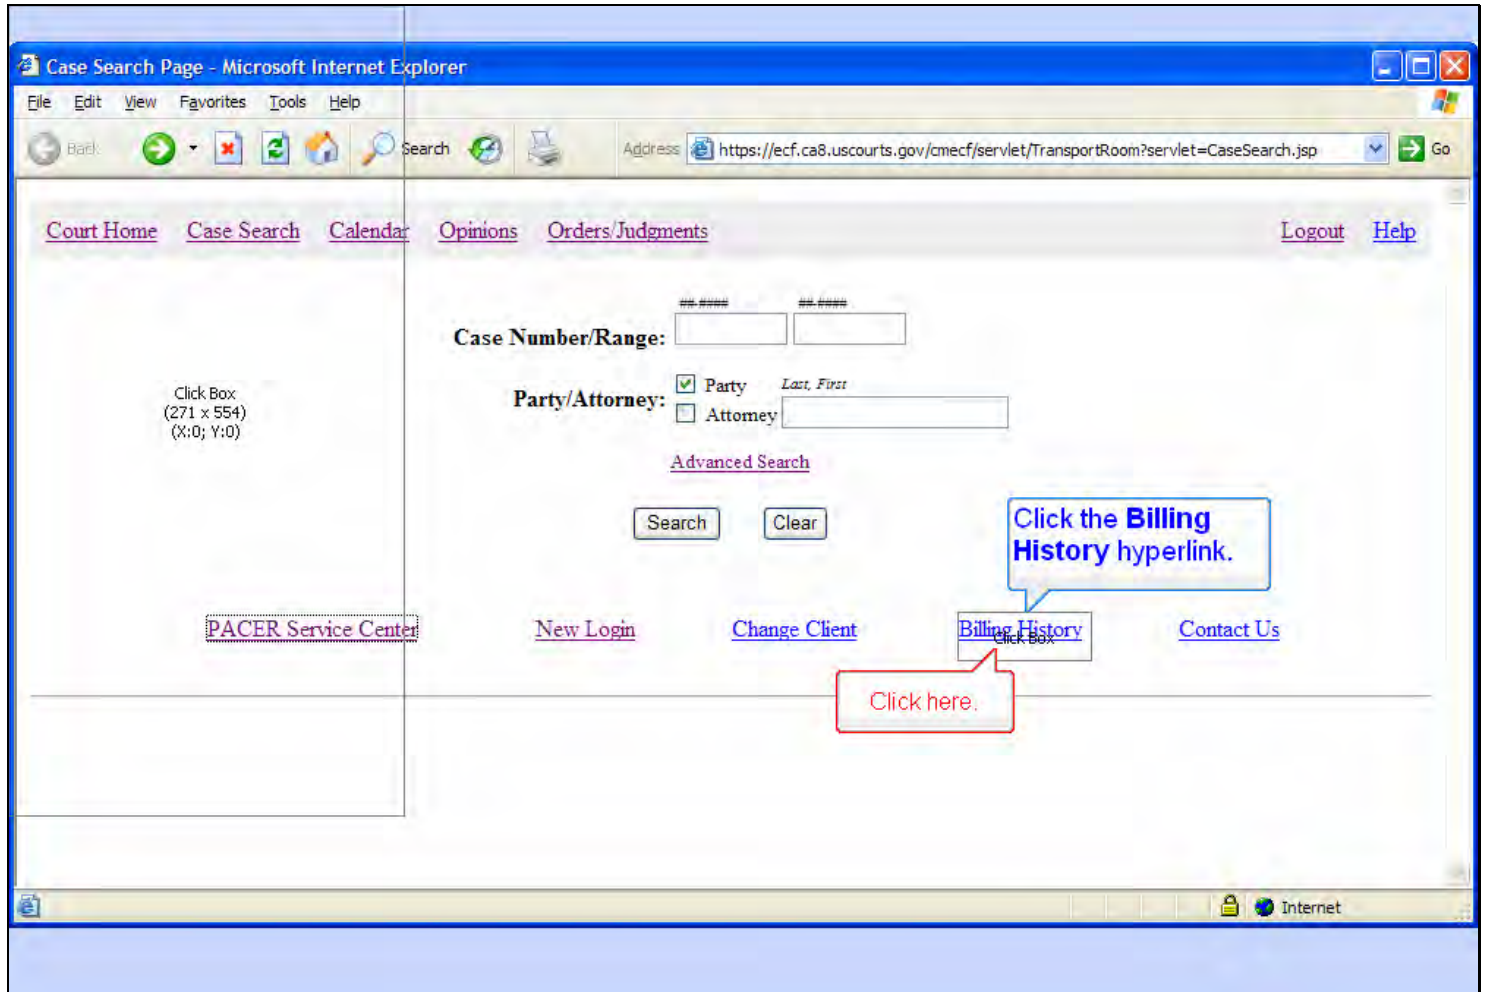 Case Search Page - Microsoft Internet Explorer
File Edit View Favorites Tools Help
Back Search Address https://ecf.ca8.uscourts.gov/cmecf/servlet/TransportRoom?servlet=CaseSearch.jsp Go
Court Home Case Search Calendar Opinions Orders/Judgments Logout Help
##-#### ##-####
Case Number/Range:
Party/Attorney: Party Last, First
Attorney
Click Box
(271 x 554)
(X:0; Y:0)
Advanced Search
Search Clear
Click the Billing
History hyperlink.
PACER Service Center New Login Change Client Billing History Contact Us
Click Box
Click here.
Internet